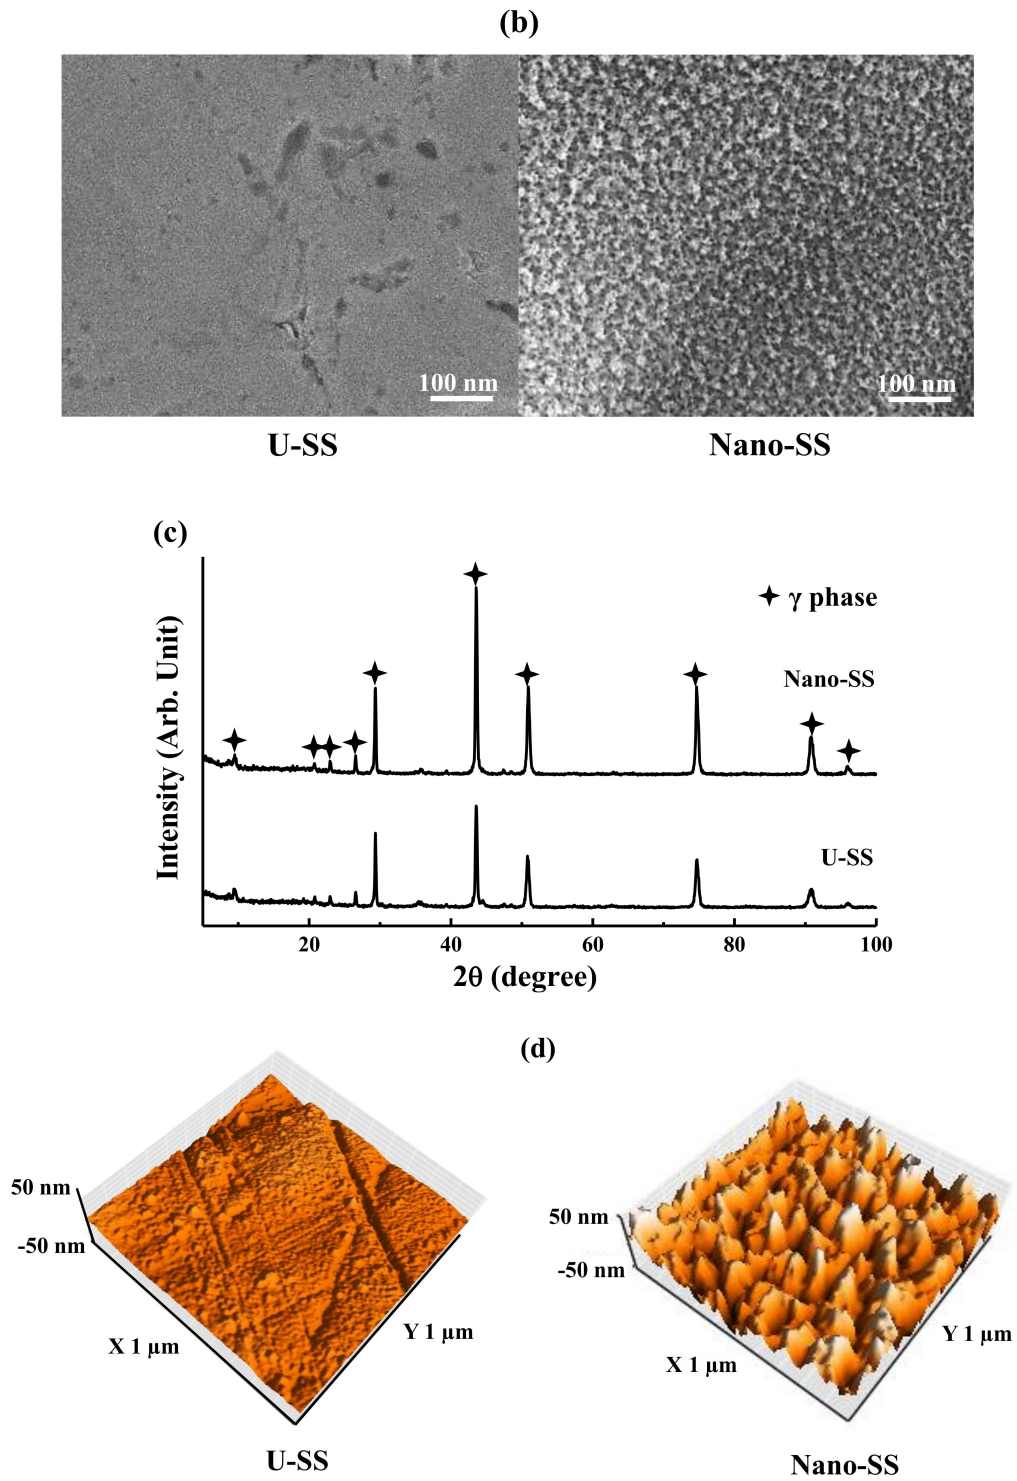 (b)
100 nm
100 nm
U-SS
Nano-SS
(c)
Intensity (Arb. Unit)
γ phase
Nano-SS
U-SS
20
40
60
80
100
2θ (degree)
(d)
50 nm
-50 nm
X 1 μm
Y 1 μm
U-SS
50 nm
-50 nm
X 1 μm
Y 1 μm
Nano-SS